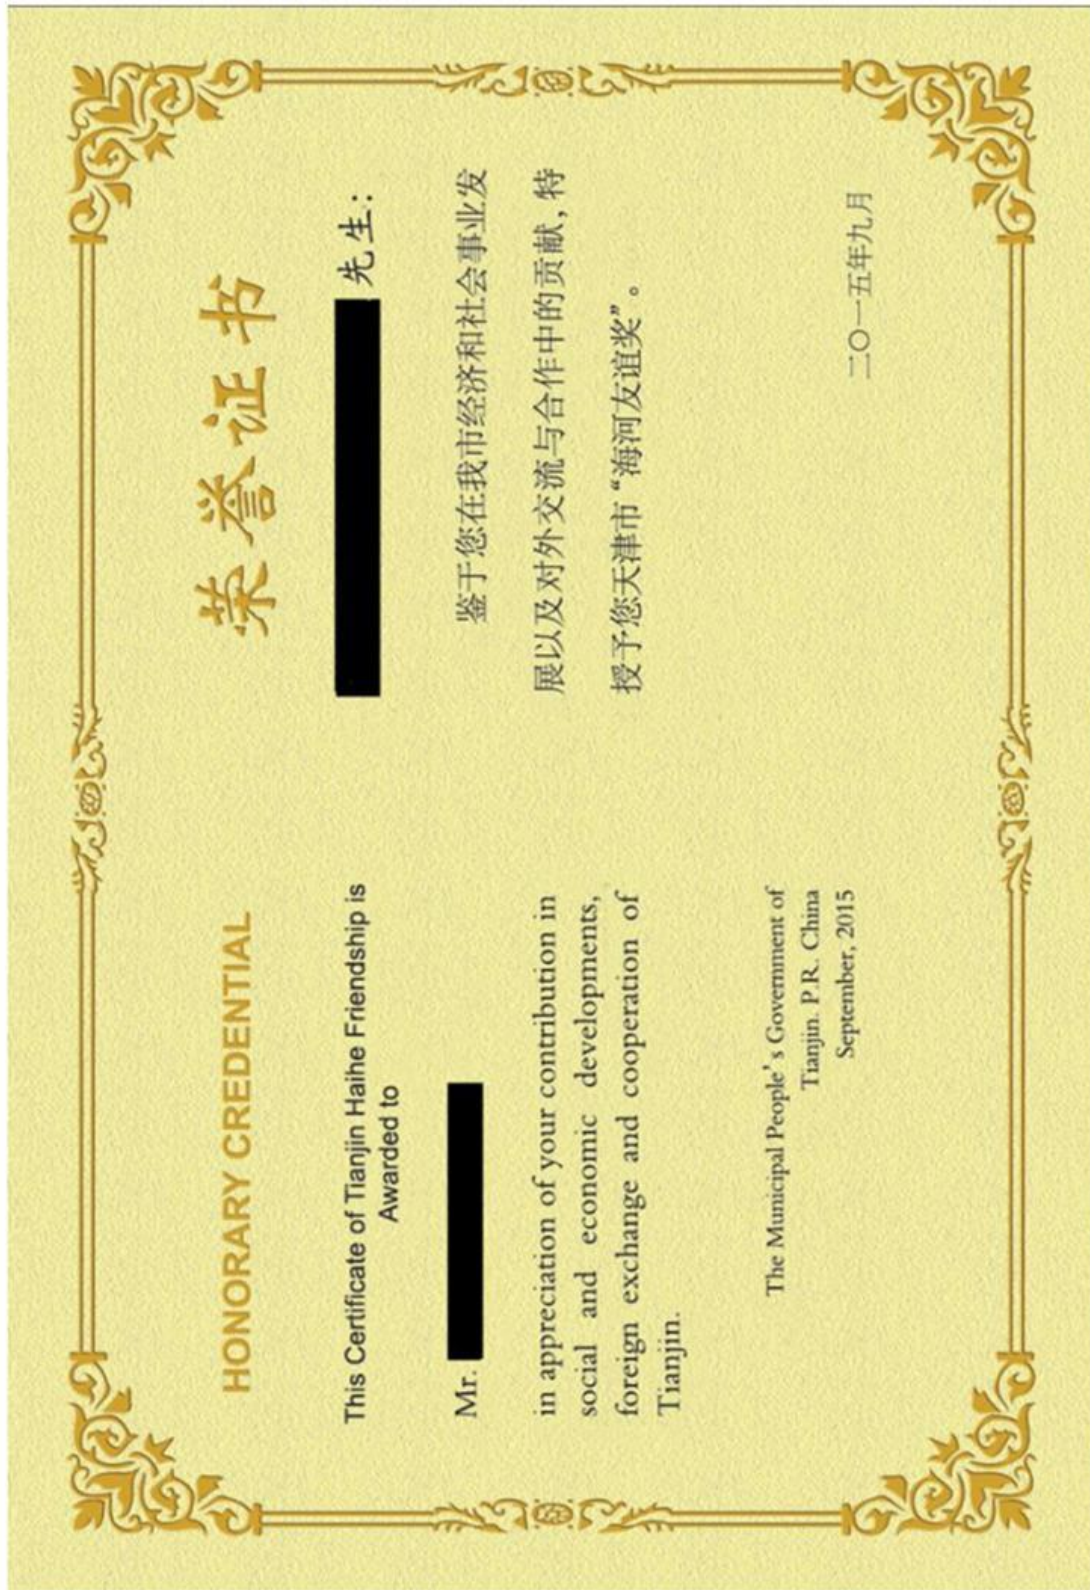 HONORARY CREDENTIAL
This Certificate of Tianjin Haihe Friendship is
Awarded to
Mr.
in appreciation of your contribution in
social and economic developments,
foreign exchange and cooperation of
Tianjin.
The Municipal People's Government of
Tianjin. P.R. China
September, 2015
荣誉证书
先生：
鉴于您在我市经济和社会事业发
展以及对外交流与合作中的贡献，特
授予您天津市“海河友谊奖”。
二〇一五年九月